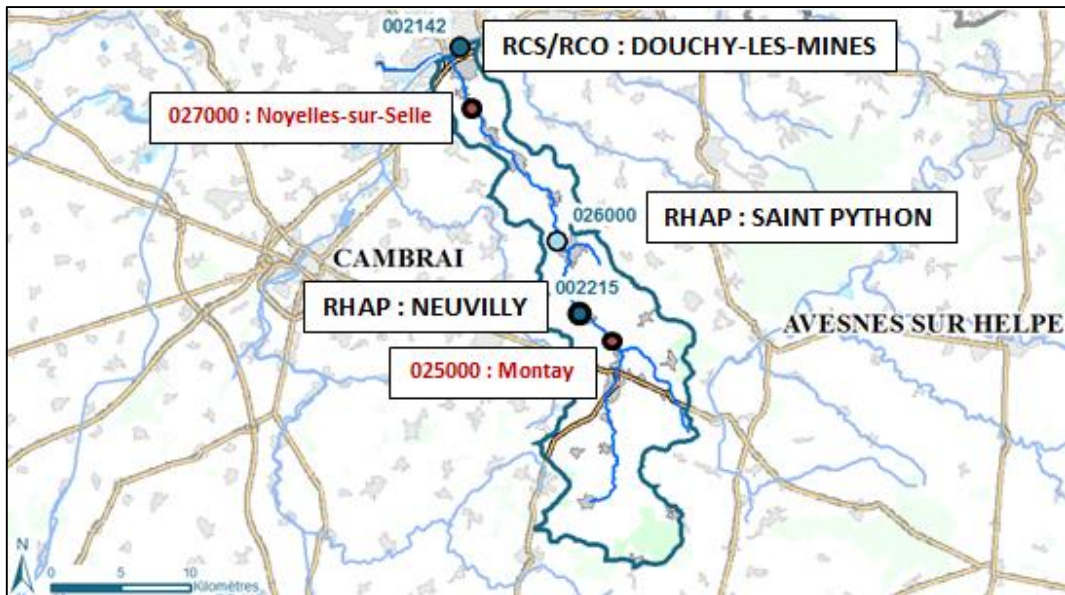 002142
RCS/RCO : DOUCHY-LES-MINES
027000 : Noyelles-sur-Selle
026000
RHAP : SAINT PYTHON
CAMBRAI
002215
RHAP : NEUVILLY
AVESNES SUR HELPE
025000 : Montay
N
0 5 10
Kilomètres